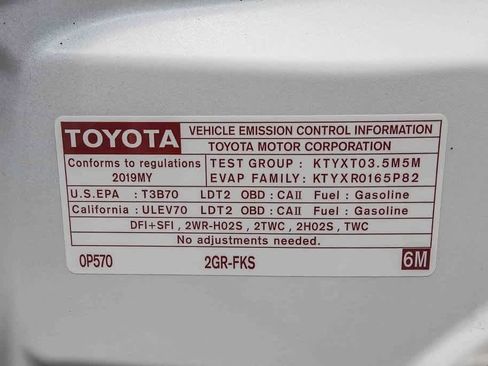 TOYOTA
VEHICLE EMISSION CONTROL INFORMATION
TOYOTA MOTOR CORPORATION
Conforms to regulations
2019MY
TEST GROUP : KTYXT03.5M5M
EVAP FAMILY: KTYXR0165P82
U.S.EPA : T3B70 LDT2 OBD : CAII Fuel : Gasoline
California : ULEV70 LDT2 OBD : CAII Fuel : Gasoline
DFI+SFI , 2WR-HO2S , 2TWC , 2HO2S , TWC
No adjustments needed.
0P570 2GR-FKS 6M